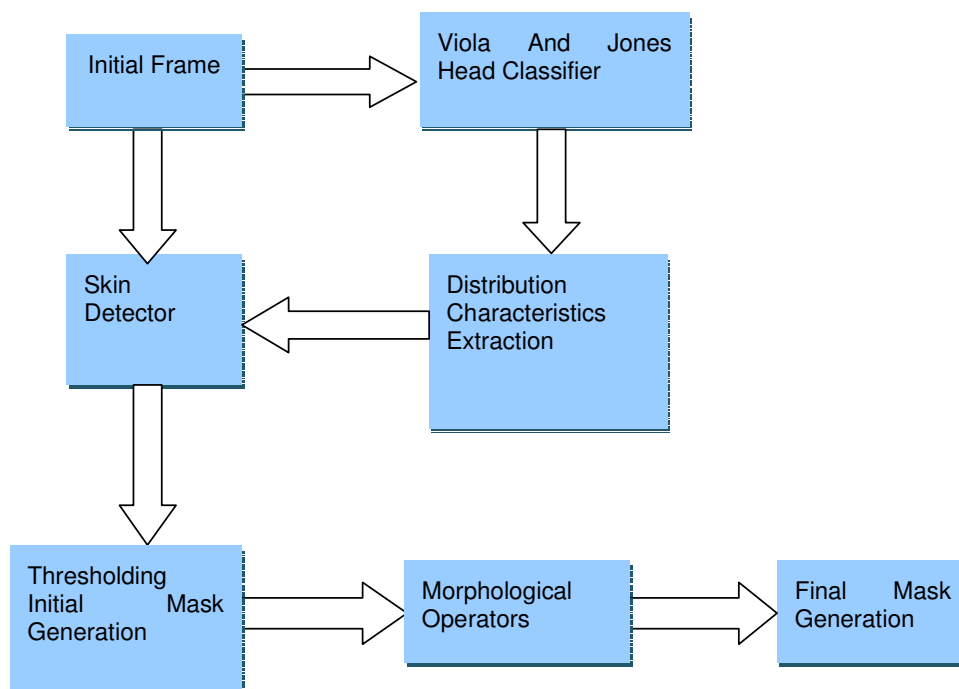 Initial Frame
Viola And Jones
Head Classifier
Skin
Detector
Distribution
Characteristics
Extraction
Thresholding
Initial Mask
Generation
Morphological
Operators
Final Mask
Generation